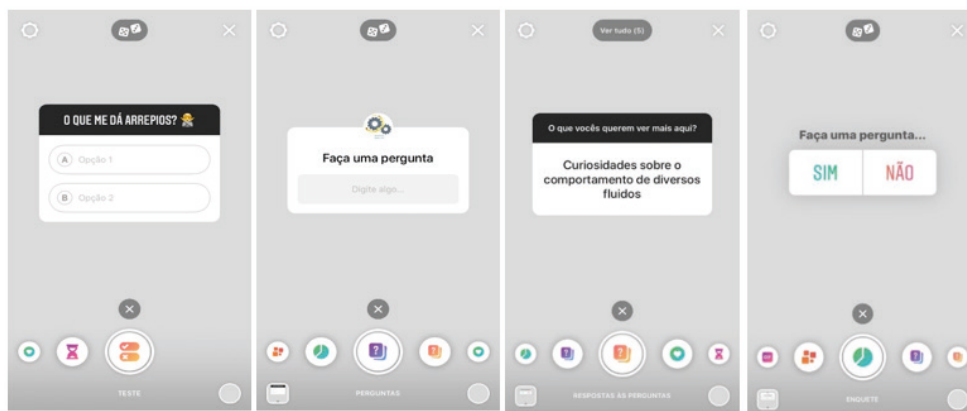 O QUE ME DÁ ARREPIOS?
A Opção 1
B Opção 2
TESTE
Faça uma pergunta
Digite algo...
PERGUNTAS
Ver tudo (5)
O que vocês querem ver mais aqui?
Curiosidades sobre o
comportamento de diversos
fluidos
RESPOSTAS ÀS PERGUNTAS
Faça uma pergunta...
SIM NÃO
ENQUETE